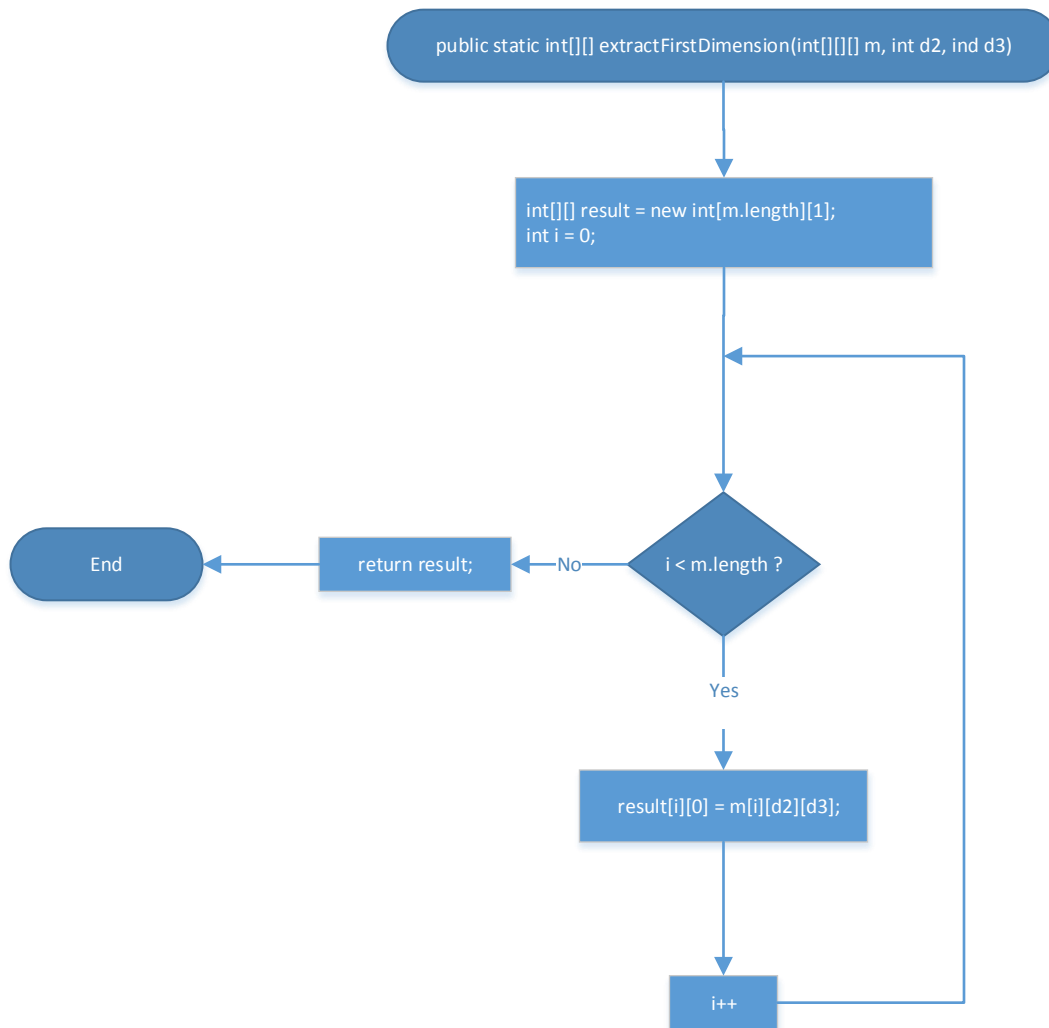 public static int[][] extractFirstDimension(int[][][] m, int d2, ind d3)
int[][] result = new int[m.length][1];
int i = 0;
i < m.length ?
No
return result;
End
Yes
result[i][0] = m[i][d2][d3];
i++